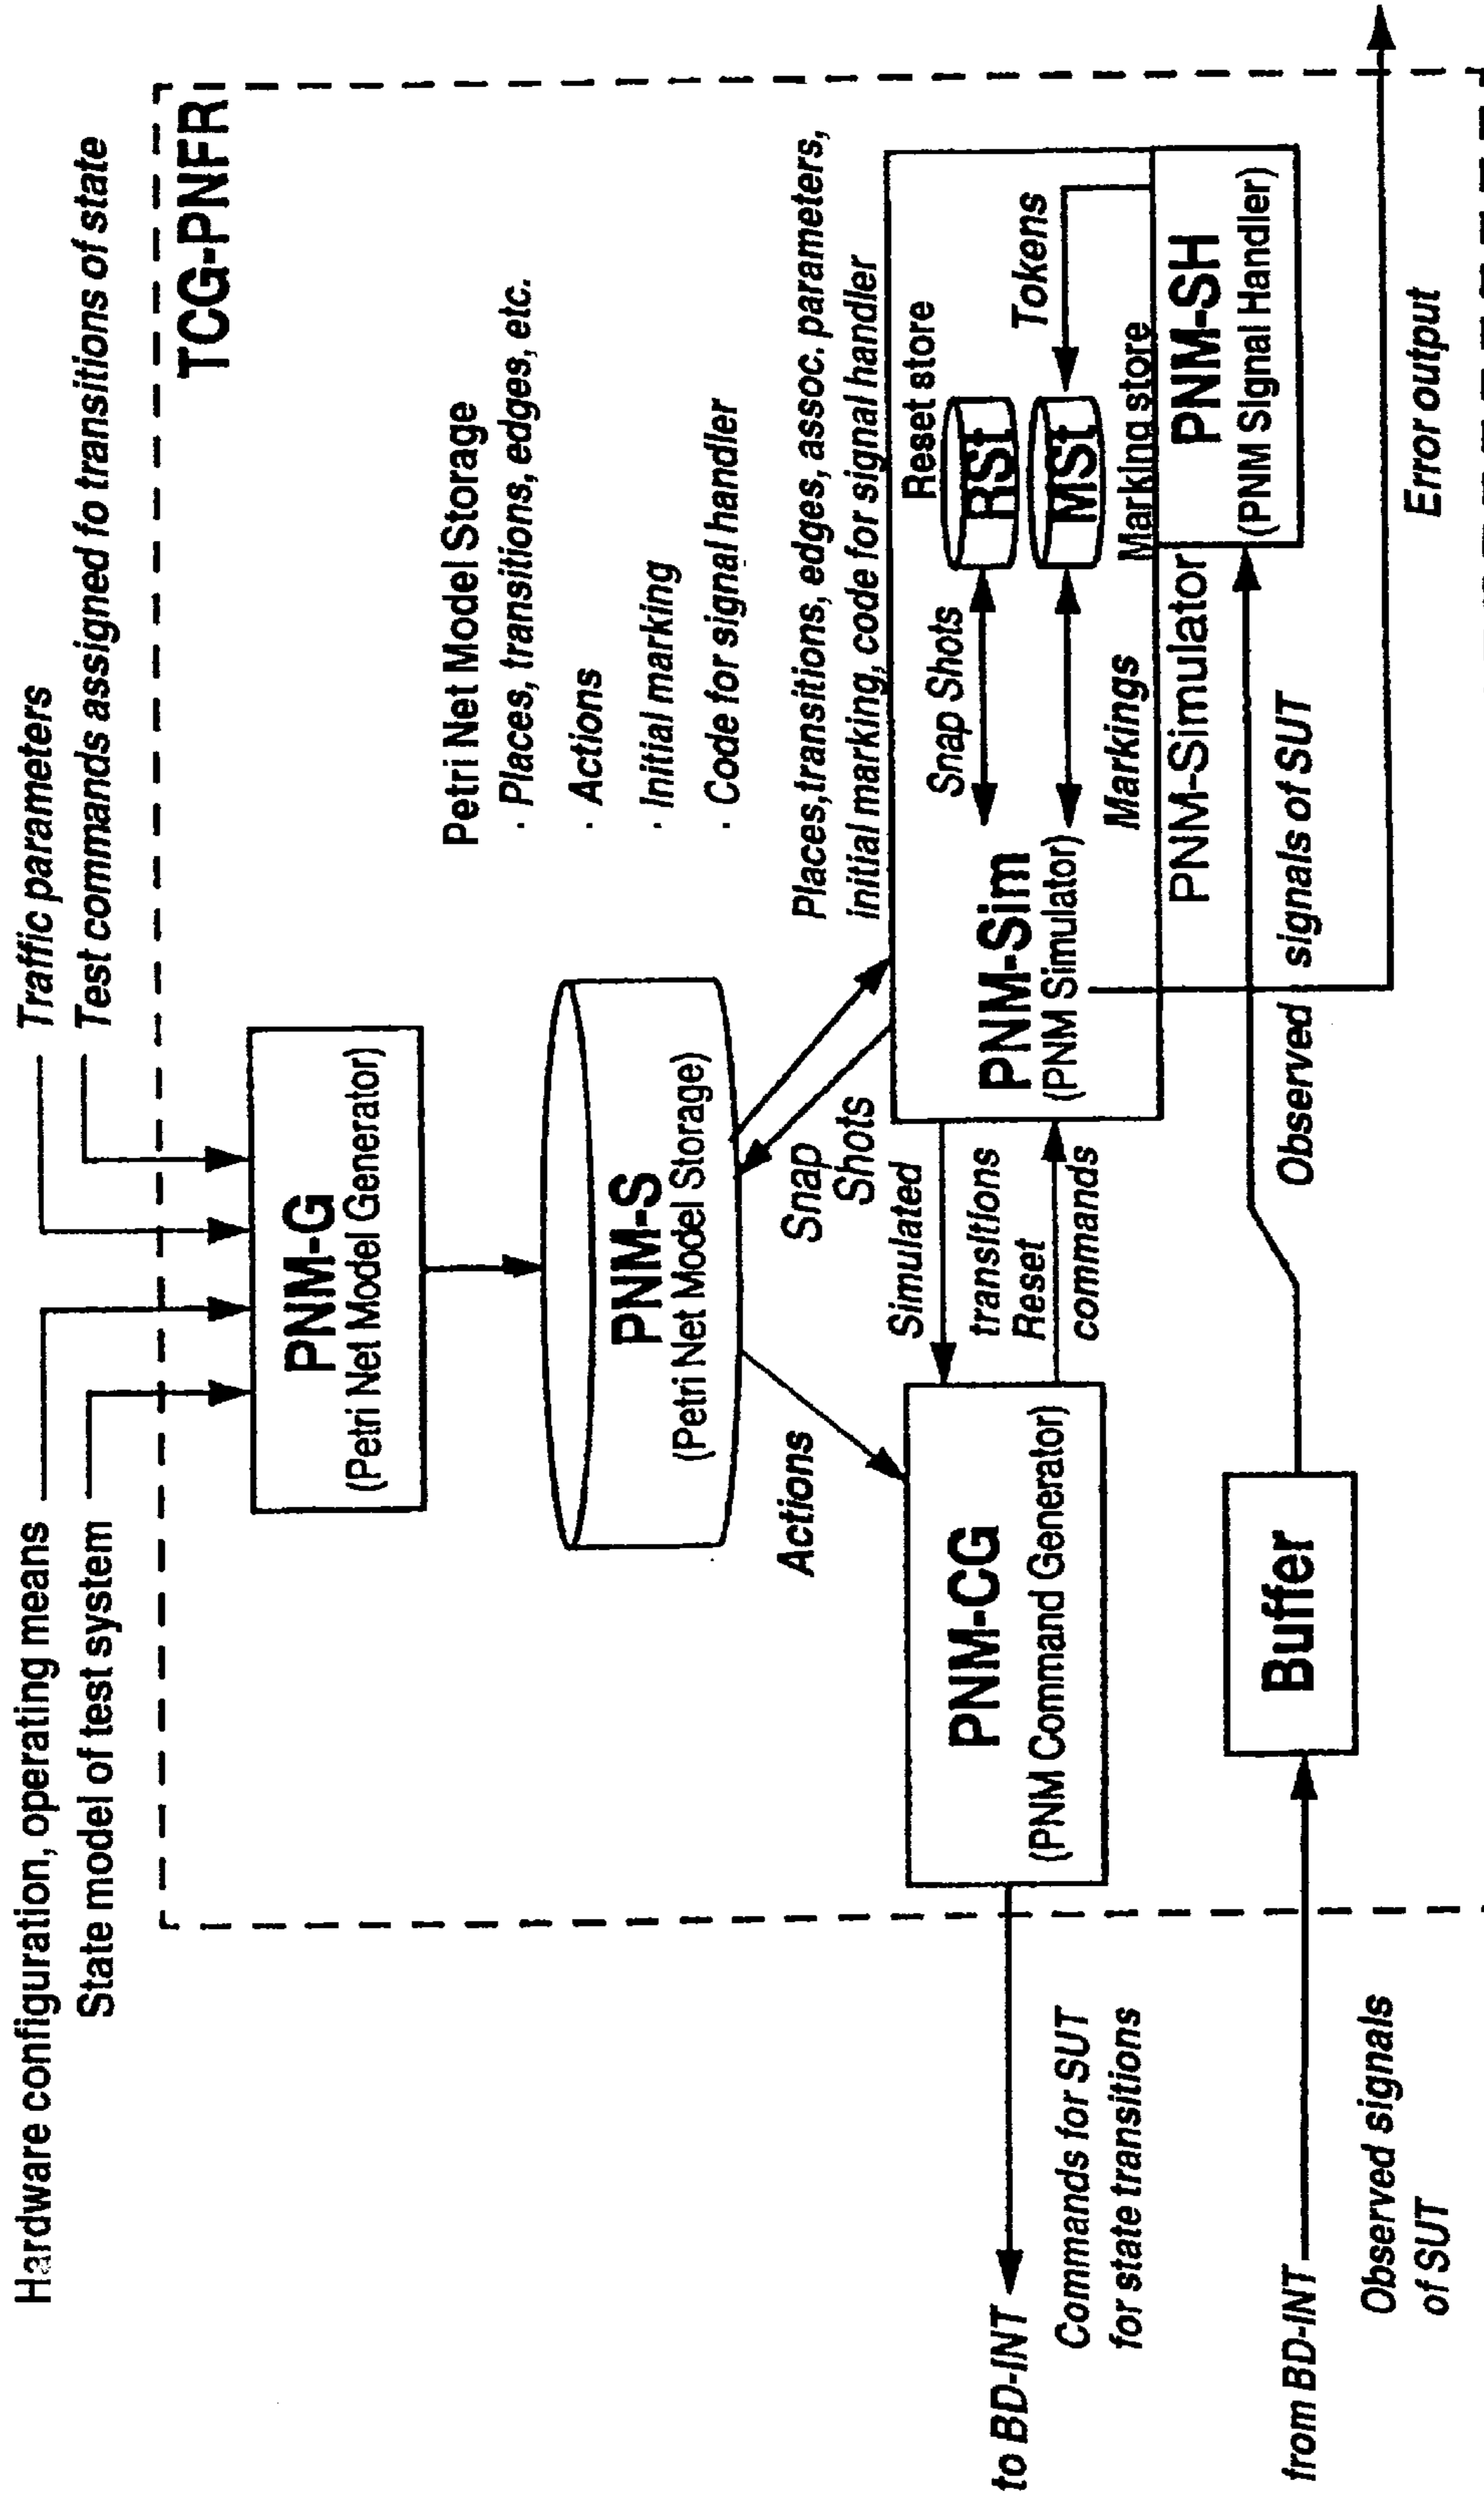 Hardware configuration, operating means
State model of test system
Traffic parameters
Test commands assigned to transitions of state
TCG-PNFR
PNM-G
(Petri Net Model Generator)
PNM-S
(Petri Net Model Storage)
Petri Net Model Storage
· Places, transitions, edges, etc.
· Actions
· Initial marking
· Code for signal handler
Actions
Snap
Shots
Places,transitions, edges, assoc. parameters,
initial marking, code for signal handler
PNM-CG
(PNM Command Generator)
Simulated
transitions
Reset
commands
PNM-Sim
(PNM Simulator)
Snap Shots
Markings
Reset store
RSt
MSt
Marking store
Tokens
PNM-Simulator
PNM-SH
(PNM Signal Handler)
to BD-INT
Commands for SUT
for state transitions
Buffer
from BD-INT
Observed signals
of SUT
Observed signals of SUT
Error output